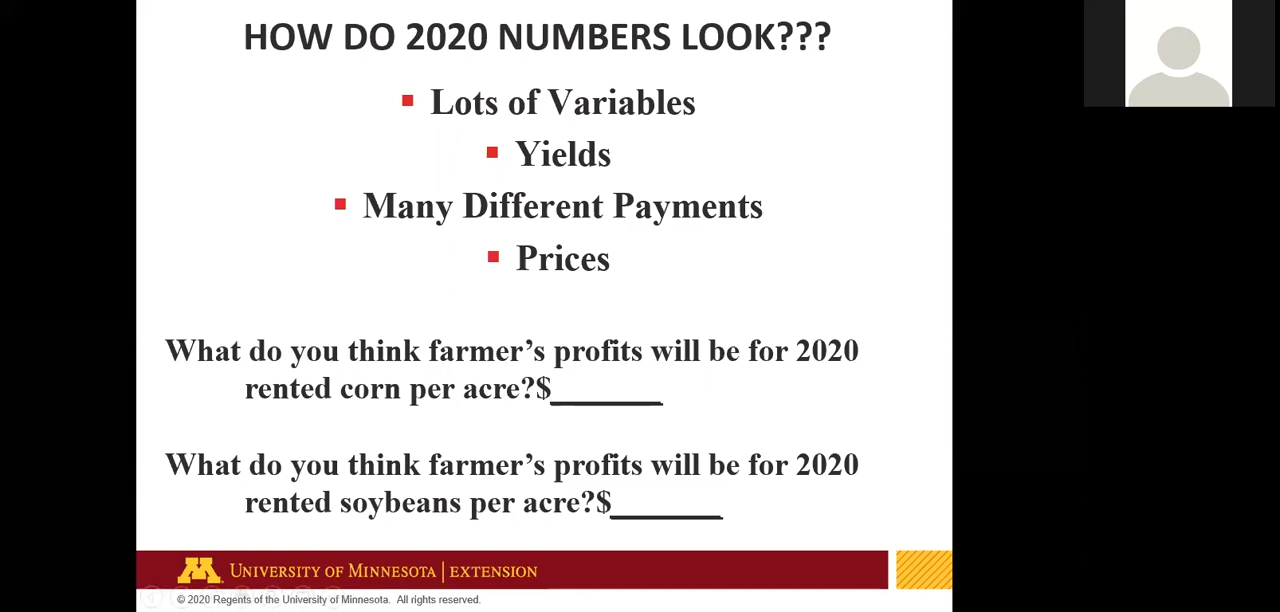 HOW DO 2020 NUMBERS LOOK???
Lots of Variables
Yields
Many Different Payments
Prices
What do you think farmer’s profits will be for 2020
rented corn per acre?$_______
What do you think farmer’s profits will be for 2020
rented soybeans per acre?$_______
M UNIVERSITY OF MINNESOTA | EXTENSION
© 2020 Regents of the University of Minnesota. All rights reserved.